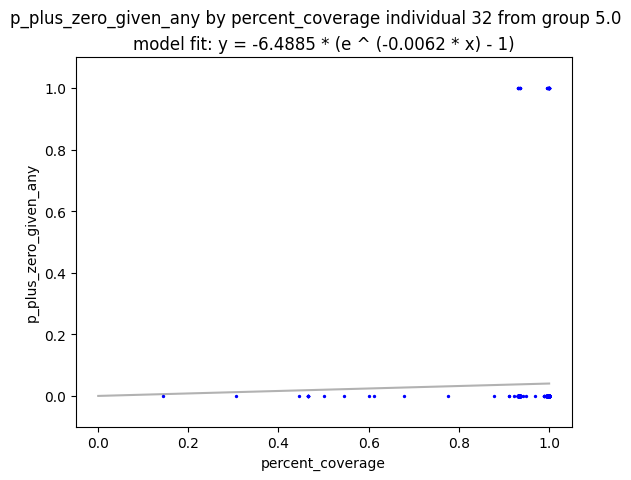 p_plus_zero_given_any by percent_coverage individual 32 from group 5.0
model fit: y = -6.4885 * (e ^ (-0.0062 * x) - 1)
1.0
0.8
0.6
0.4
0.2
0.0
p_plus_zero_given_any
0.0 0.2 0.4 0.6 0.8 1.0
percent_coverage